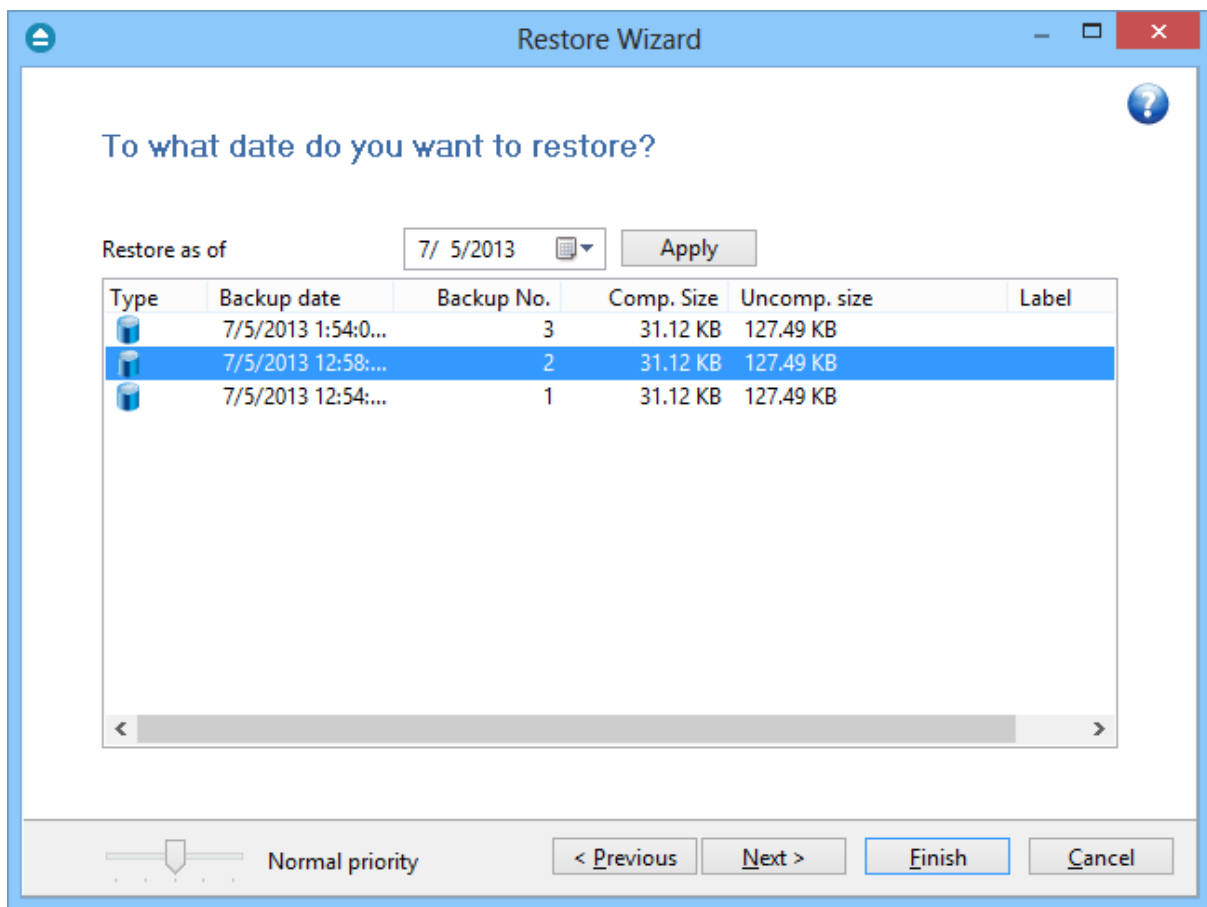 Restore Wizard
To what date do you want to restore?
Restore as of 7/ 5/2013 Apply
Type Backup date Backup No. Comp. Size Uncomp. size Label
7/5/2013 1:54:0... 3 31.12 KB 127.49 KB
7/5/2013 12:58:... 2 31.12 KB 127.49 KB
7/5/2013 12:54:... 1 31.12 KB 127.49 KB
Normal priority < Previous Next > Finish Cancel